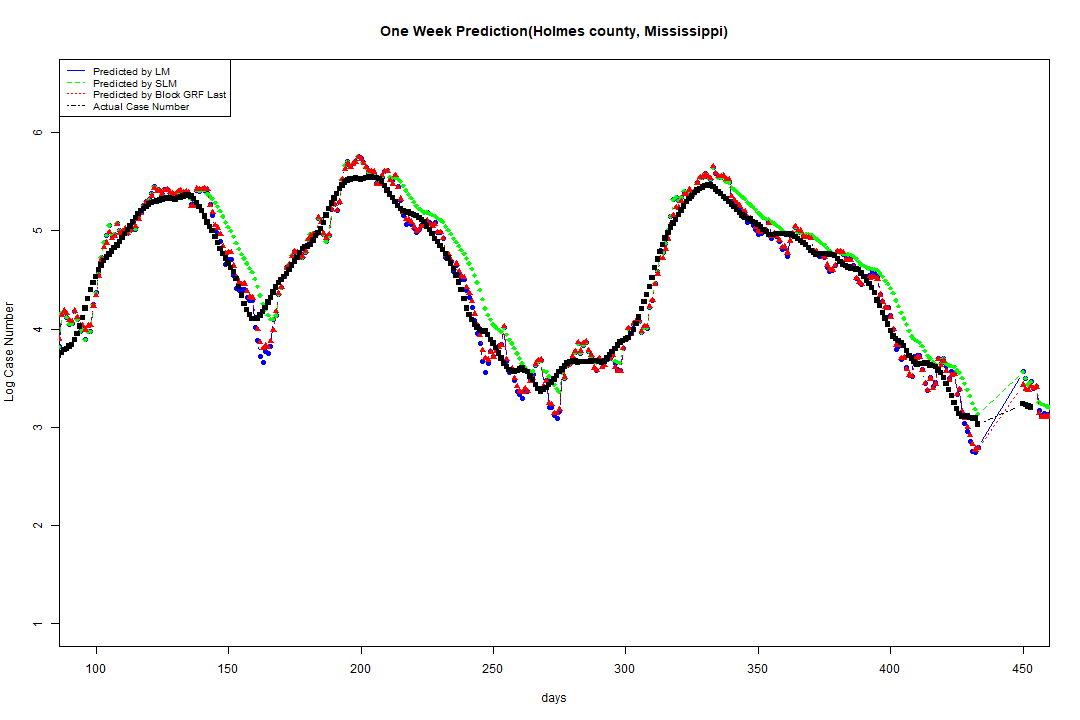 One Week Prediction(Holmes county, Mississippi)
Predicted by LM
Predicted by SLM
Predicted by Block GRF Last
Actual Case Number
6
5
4
3
2
1
Log Case Number
100 150 200 250 300 350 400 450
days